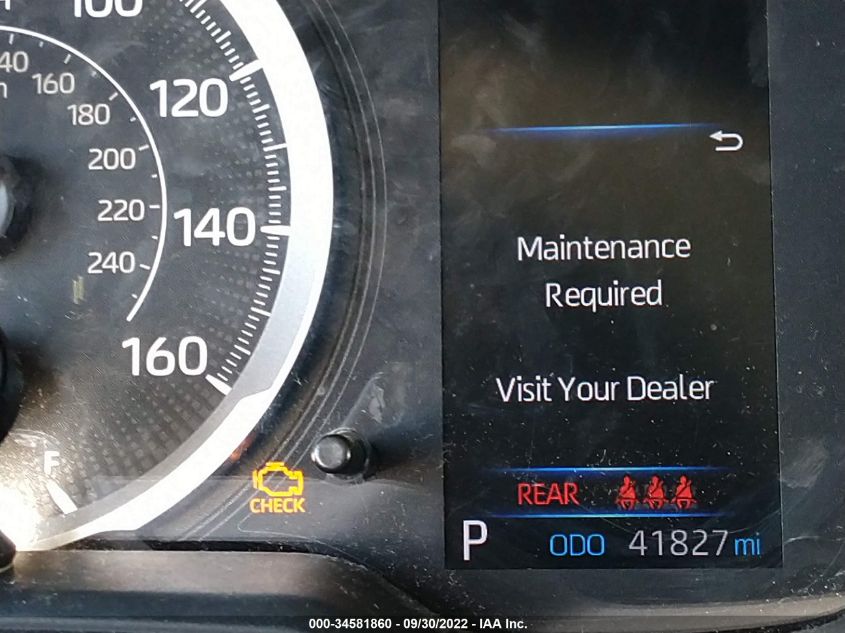 100
120
140
160
160
180
200
220
240
F
CHECK
Maintenance
Required
Visit Your Dealer
REAR
P ODO 41827 mi
000-34581860 - 09/30/2022 - IAA Inc.